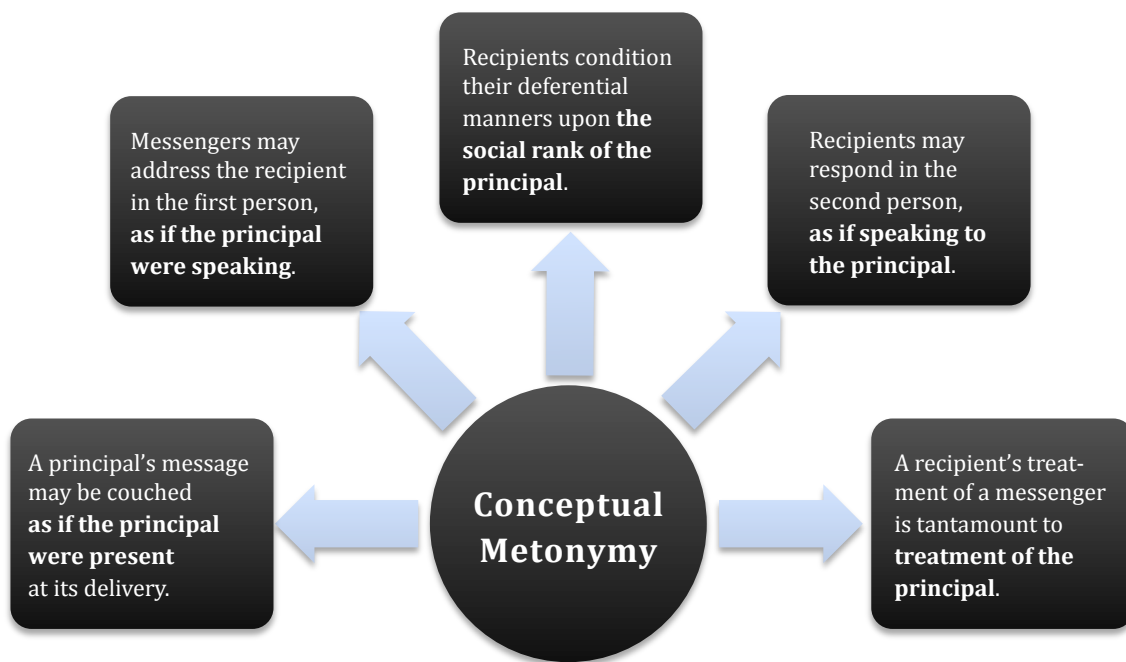 A principal’s message
may be couched
as if the principal
were present
at its delivery.
Messengers may
address the recipient
in the first person,
as if the principal
were speaking.
Recipients condition
their deferential
manners upon the
social rank of the
principal.
Recipients may
respond in the
second person,
as if speaking to
the principal.
A recipient’s treat-
ment of a messenger
is tantamount to
treatment of the
principal.
Conceptual
Metonymy